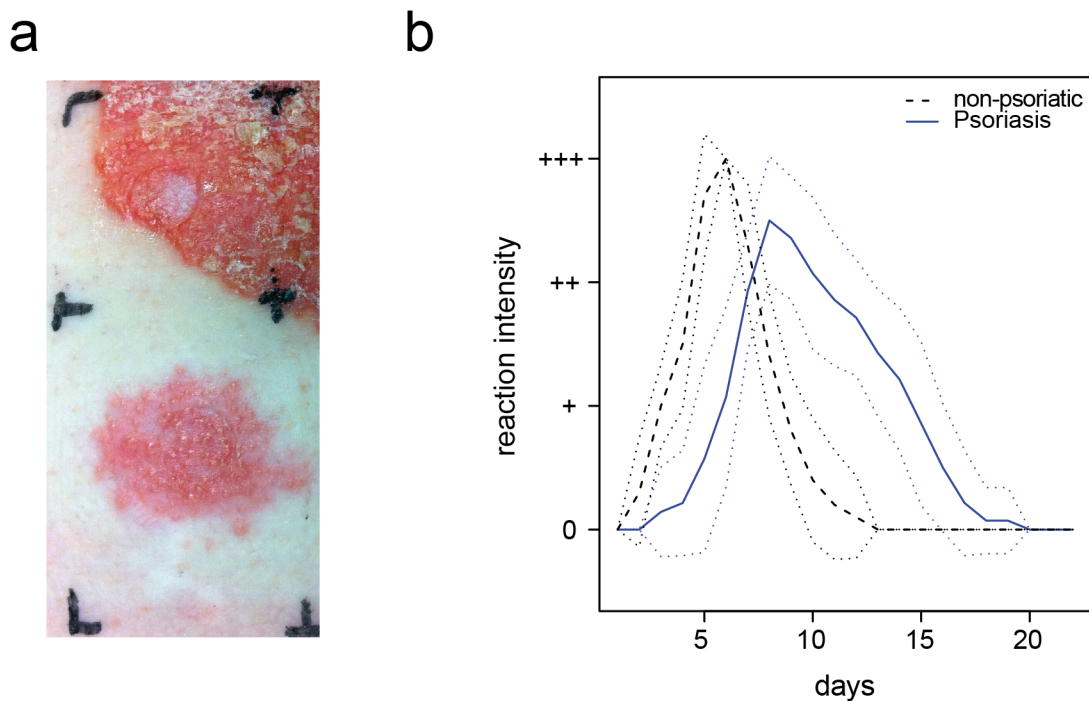 a
b
non-psoriatic
Psoriasis
+++
++
+
0
reaction intensity
5 10 15 20
days